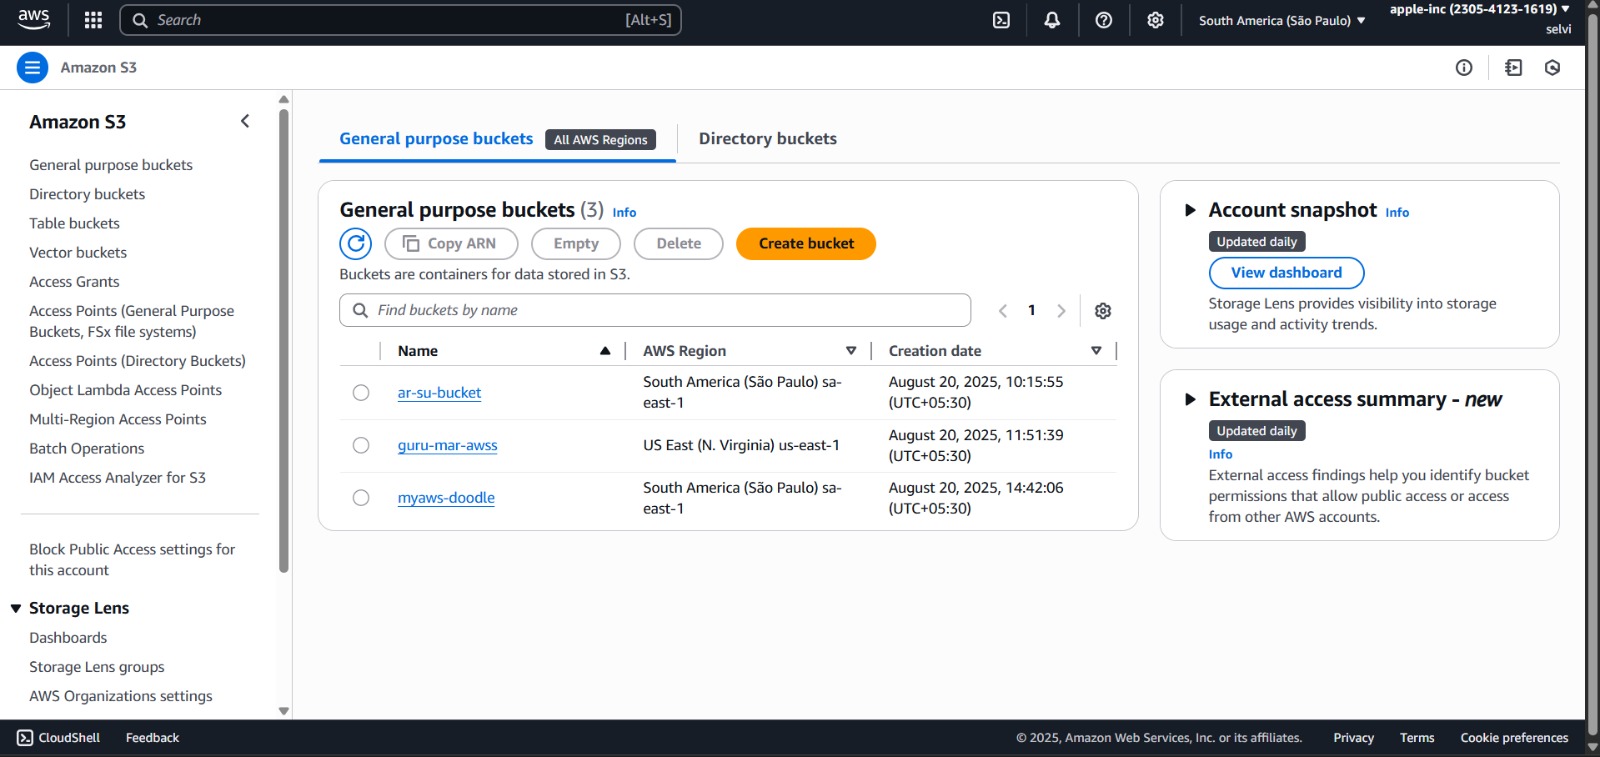 aws
Search
[Alt+S]
South America (São Paulo)
apple-inc (2305-4123-1619)
selvi
Amazon S3
Amazon S3
General purpose buckets
Directory buckets
Table buckets
Vector buckets
Access Grants
Access Points (General Purpose
Buckets, FSx file systems)
Access Points (Directory Buckets)
Object Lambda Access Points
Multi-Region Access Points
Batch Operations
IAM Access Analyzer for S3
Block Public Access settings for
this account
Storage Lens
Dashboards
Storage Lens groups
AWS Organizations settings
General purpose buckets
All AWS Regions
Directory buckets
General purpose buckets (3) Info
Copy ARN
Empty
Delete
Create bucket
Buckets are containers for data stored in S3.
Find buckets by name
1
Name
AWS Region
Creation date
ar-su-bucket
South America (São Paulo) sa-
east-1
August 20, 2025, 10:15:55
(UTC+05:30)
guru-mar-awss
US East (N. Virginia) us-east-1
August 20, 2025, 11:51:39
(UTC+05:30)
myaws-doodle
South America (São Paulo) sa-
east-1
August 20, 2025, 14:42:06
(UTC+05:30)
Account snapshot Info
Updated daily
View dashboard
Storage Lens provides visibility into storage
usage and activity trends.
External access summary - new
Updated daily
Info
External access findings help you identify bucket
permissions that allow public access or access
from other AWS accounts.
CloudShell
Feedback
© 2025, Amazon Web Services, Inc. or its affiliates.
Privacy
Terms
Cookie preferences